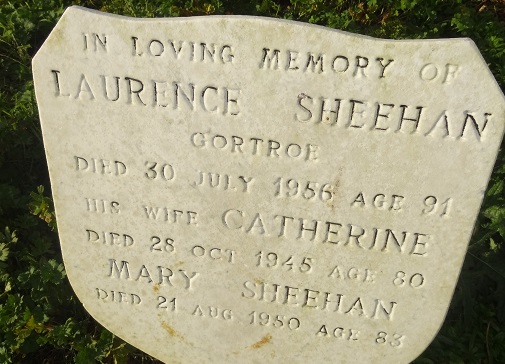 IN LOVING MEMORY OF
LAURENCE SHEEHAN
GORTROE
DIED 30 JULY 1956 AGE 91
HIS WIFE CATHERINE
DIED 28 OCT 1945 AGE 80
MARY SHEEHAN
DIED 21 AUG 1980 AGE 83